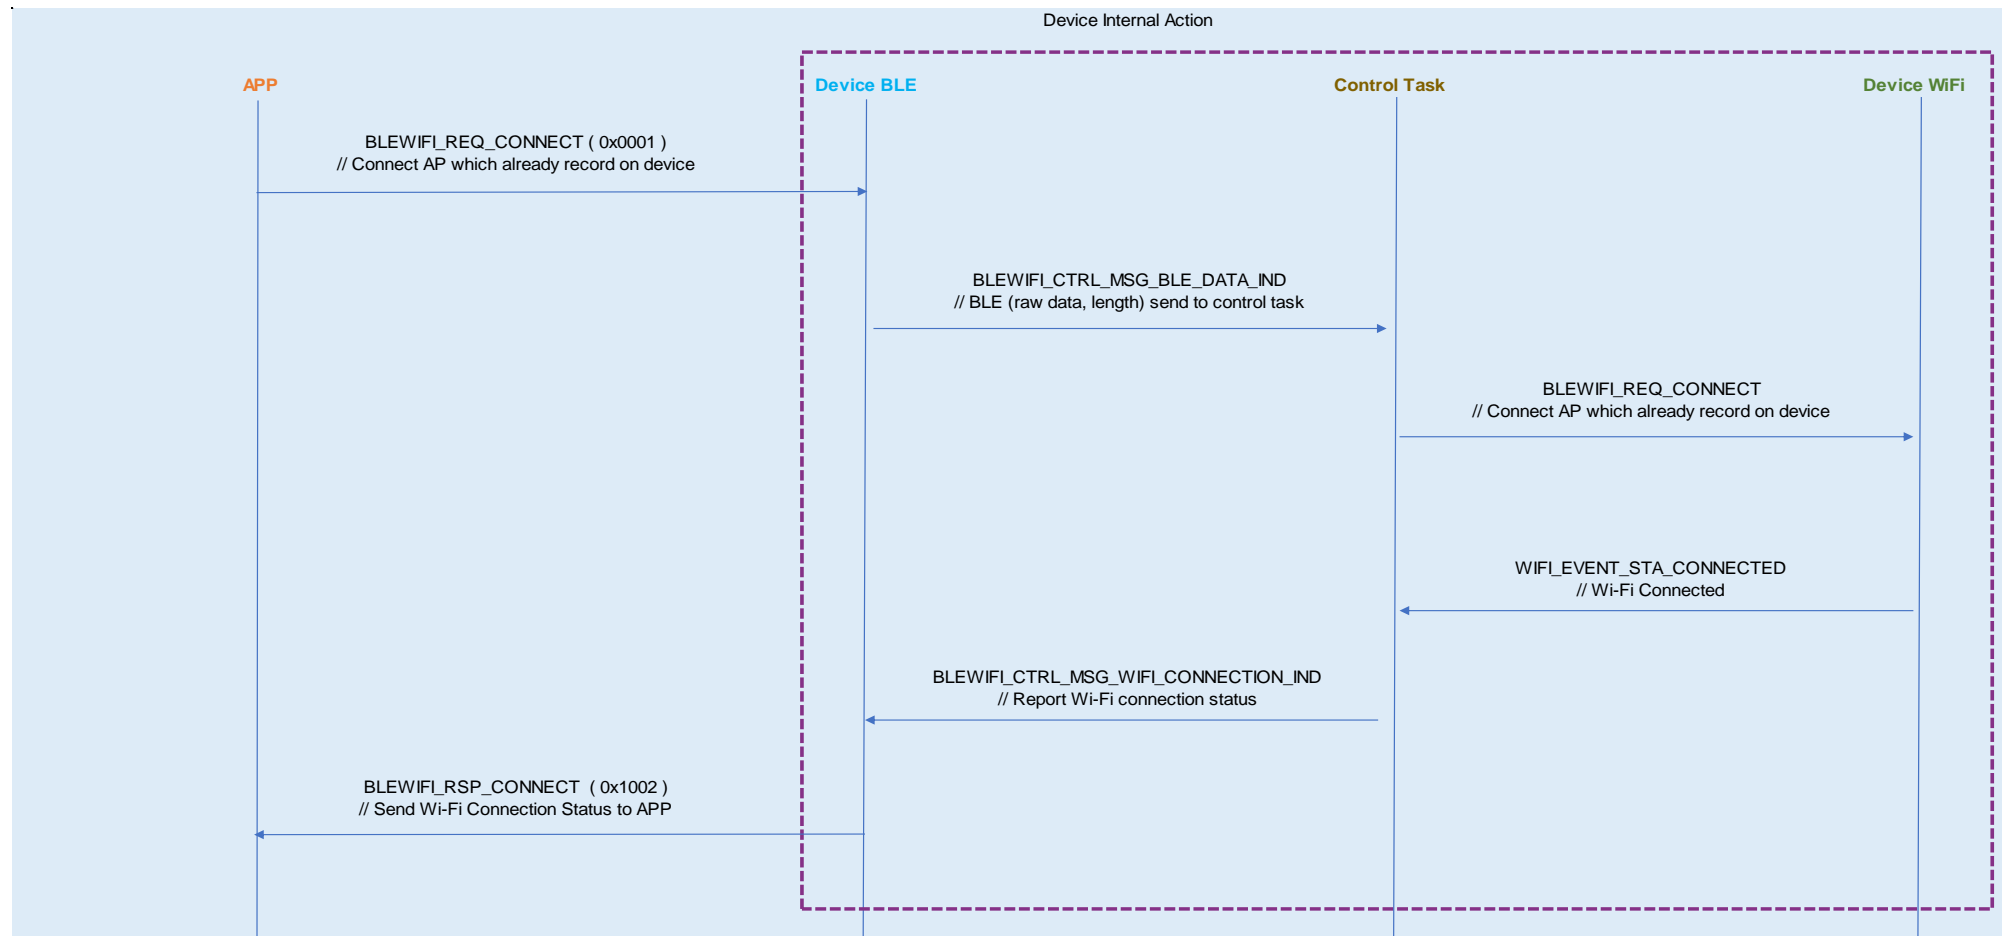 Device Internal Action
APP
Device BLE
Control Task
Device WiFi
BLEWIFI_REQ_CONNECT ( 0x0001 )
// Connect AP which already record on device
BLEWIFI_CTRL_MSG_BLE_DATA_IND
// BLE (raw data, length) send to control task
BLEWIFI_REQ_CONNECT
// Connect AP which already record on device
WIFI_EVENT_STA_CONNECTED
// Wi-Fi Connected
BLEWIFI_CTRL_MSG_WIFI_CONNECTION_IND
// Report Wi-Fi connection status
BLEWIFI_RSP_CONNECT ( 0x1002 )
// Send Wi-Fi Connection Status to APP